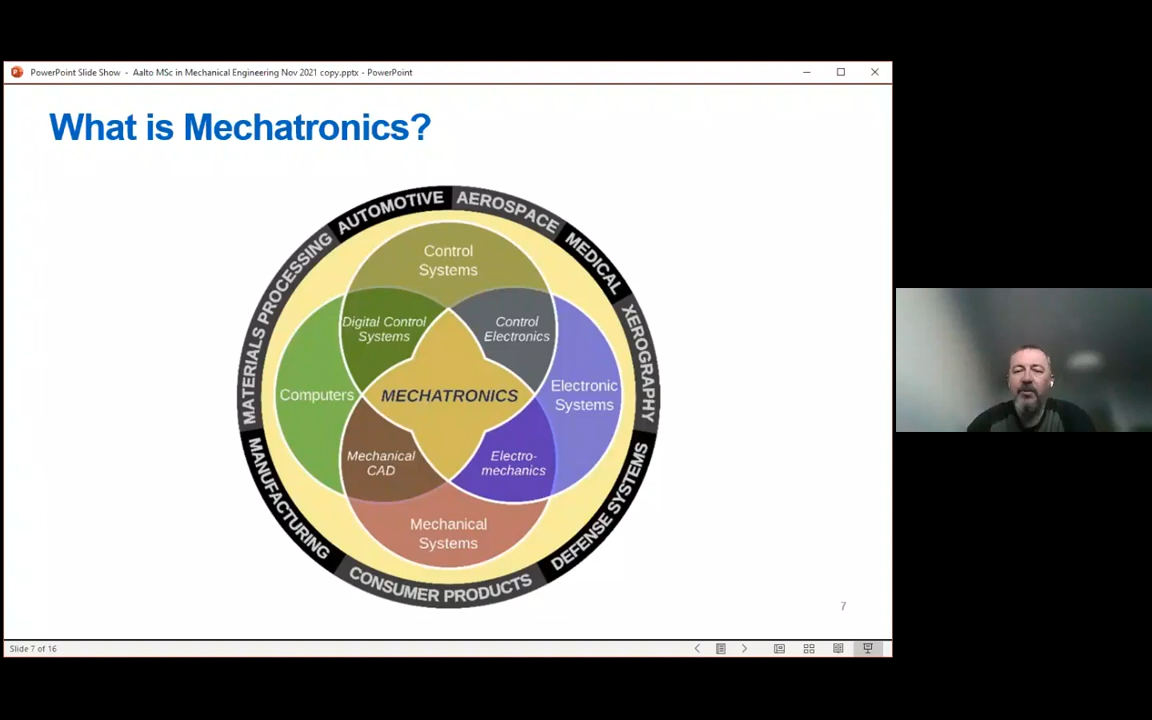 PowerPoint Slide Show - Aalto MSc in Mechanical Engineering Nov 2021 copy.pptx - PowerPoint
What is Mechatronics?
MATERIALS PROCESSING
AUTOMOTIVE
AEROSPACE
MEDICAL
XEROGRAPHY
DEFENSE SYSTEMS
CONSUMER PRODUCTS
MANUFACTURING
Control
Systems
Digital Control
Systems
Control
Electronics
Computers
MECHATRONICS
Electronic
Systems
Mechanical
CAD
Electro-
mechanics
Mechanical
Systems
7
Slide 7 of 16